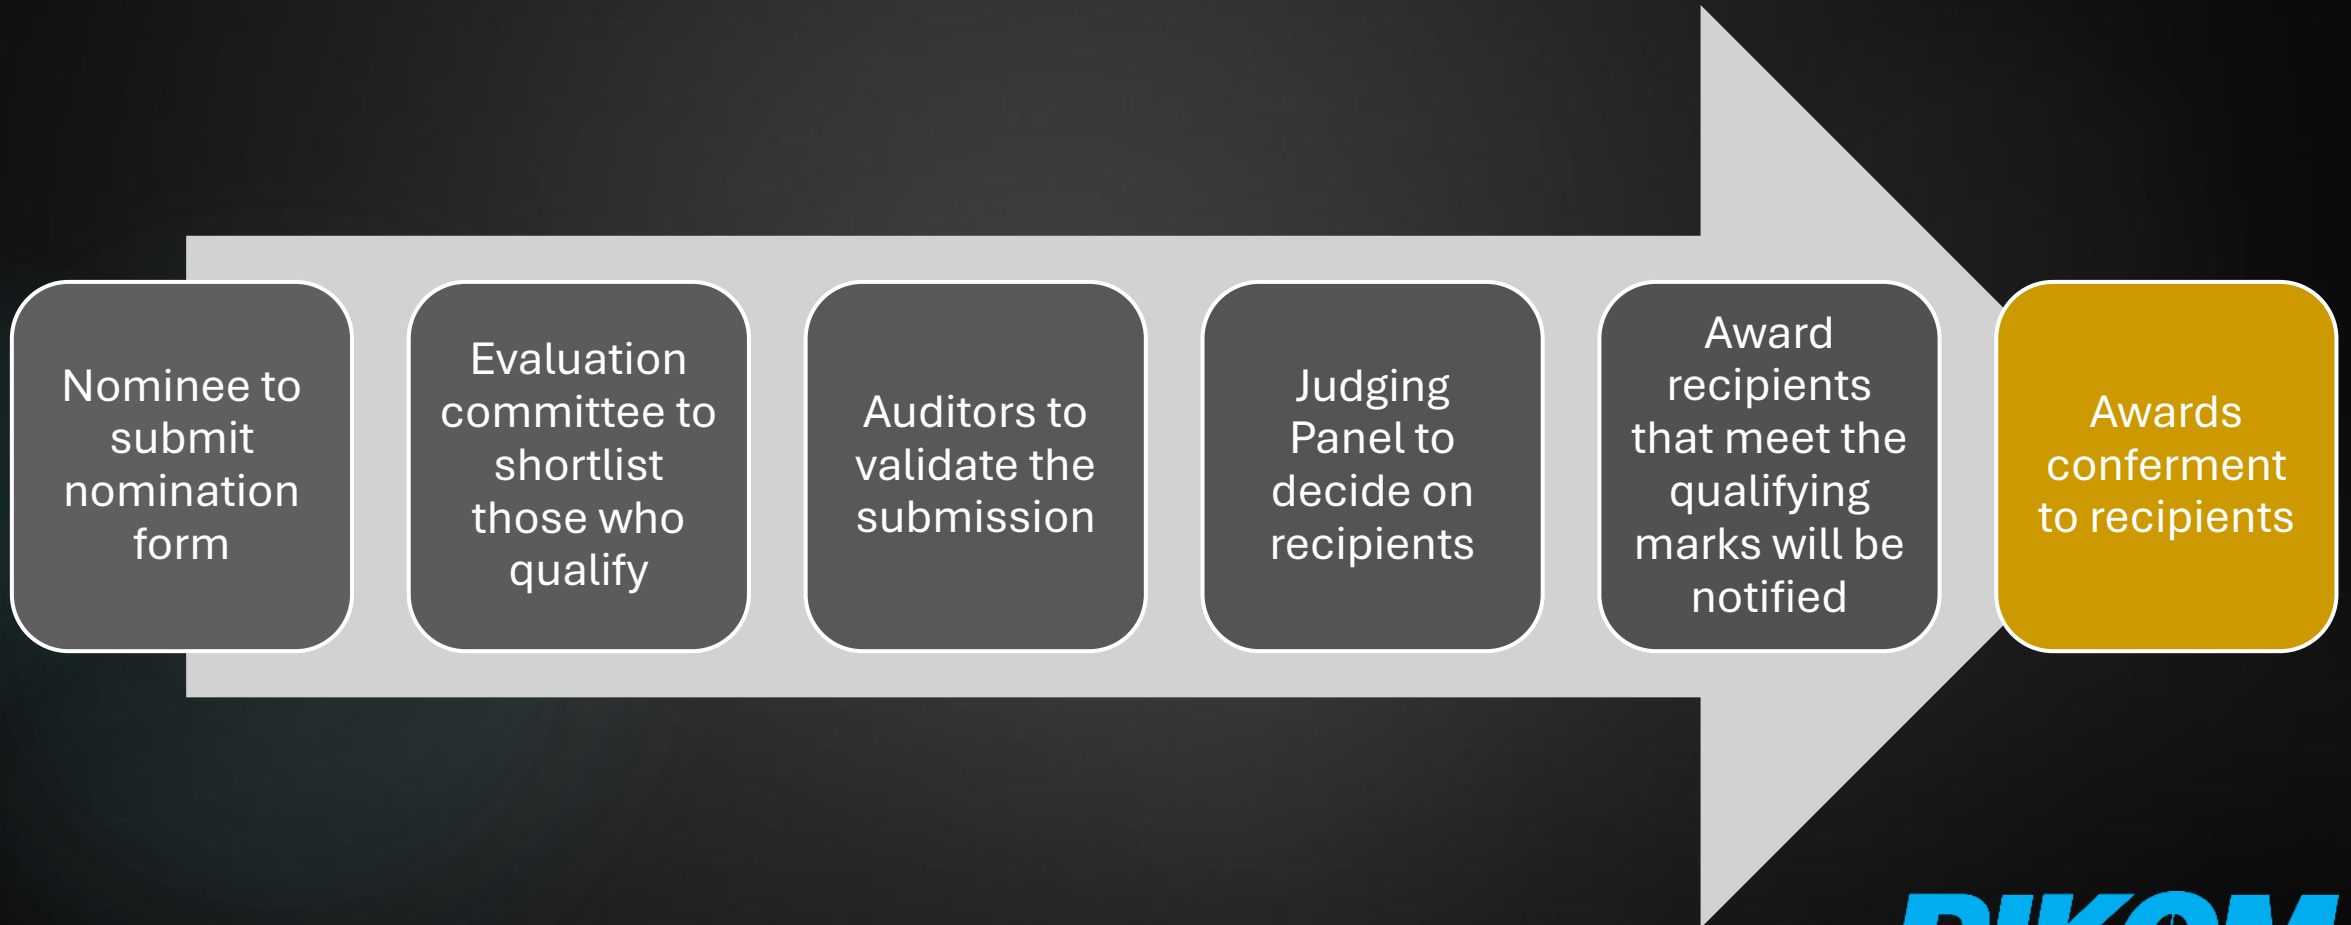 Nominee to
submit
nomination
form
Evaluation
committee to
shortlist
those who
qualify
Auditors to
validate the
submission
Judging
Panel to
decide on
recipients
Award
recipients
that meet the
qualifying
marks will be
notified
Awards
conferment
to recipients